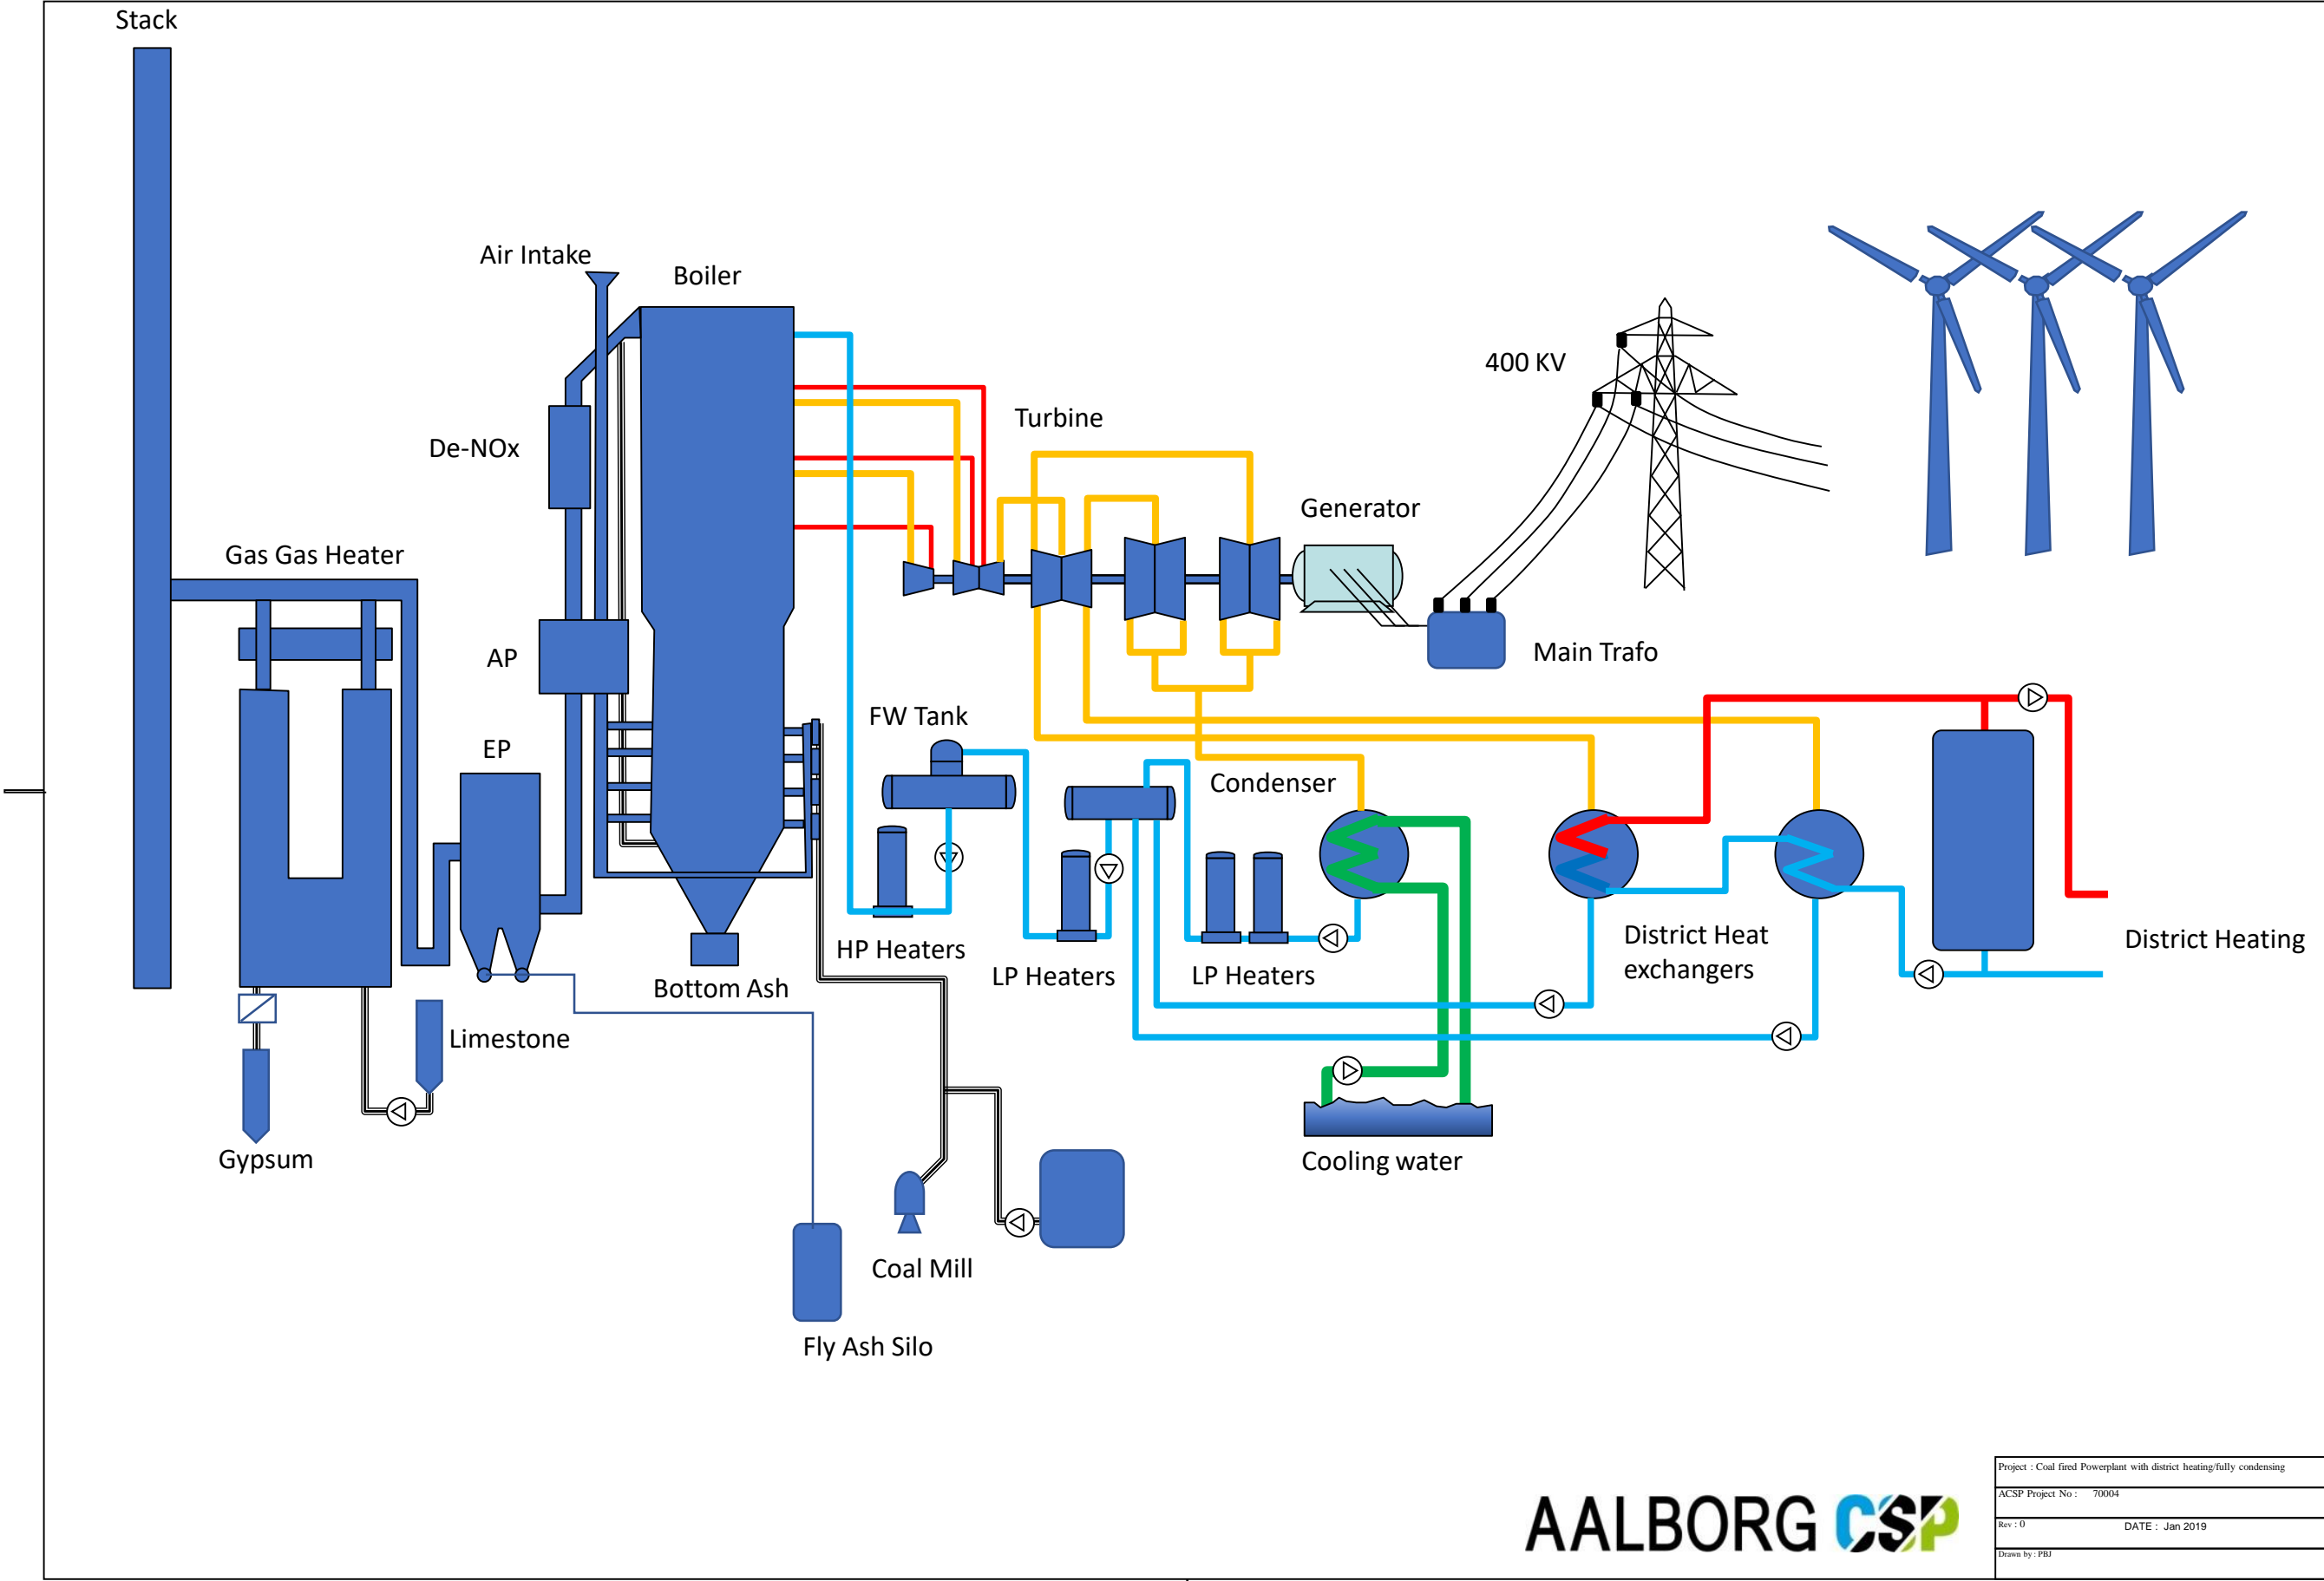 Stack
Air Intake
Boiler
400 KV
Turbine
De-NOx
Generator
Gas Gas Heater
AP
Main Trafo
FW Tank
EP
Condenser
HP Heaters
LP Heaters
LP Heaters
District Heat
exchangers
District Heating
Bottom Ash
Limestone
Gypsum
Cooling water
Coal Mill
Fly Ash Silo
AALBORG CSP
Project : Coal fired Powerplant with district heating/fully condensing
ACSP Project No : 70004
Rev : 0 DATE : Jan 2019
Drawn by : PBJ